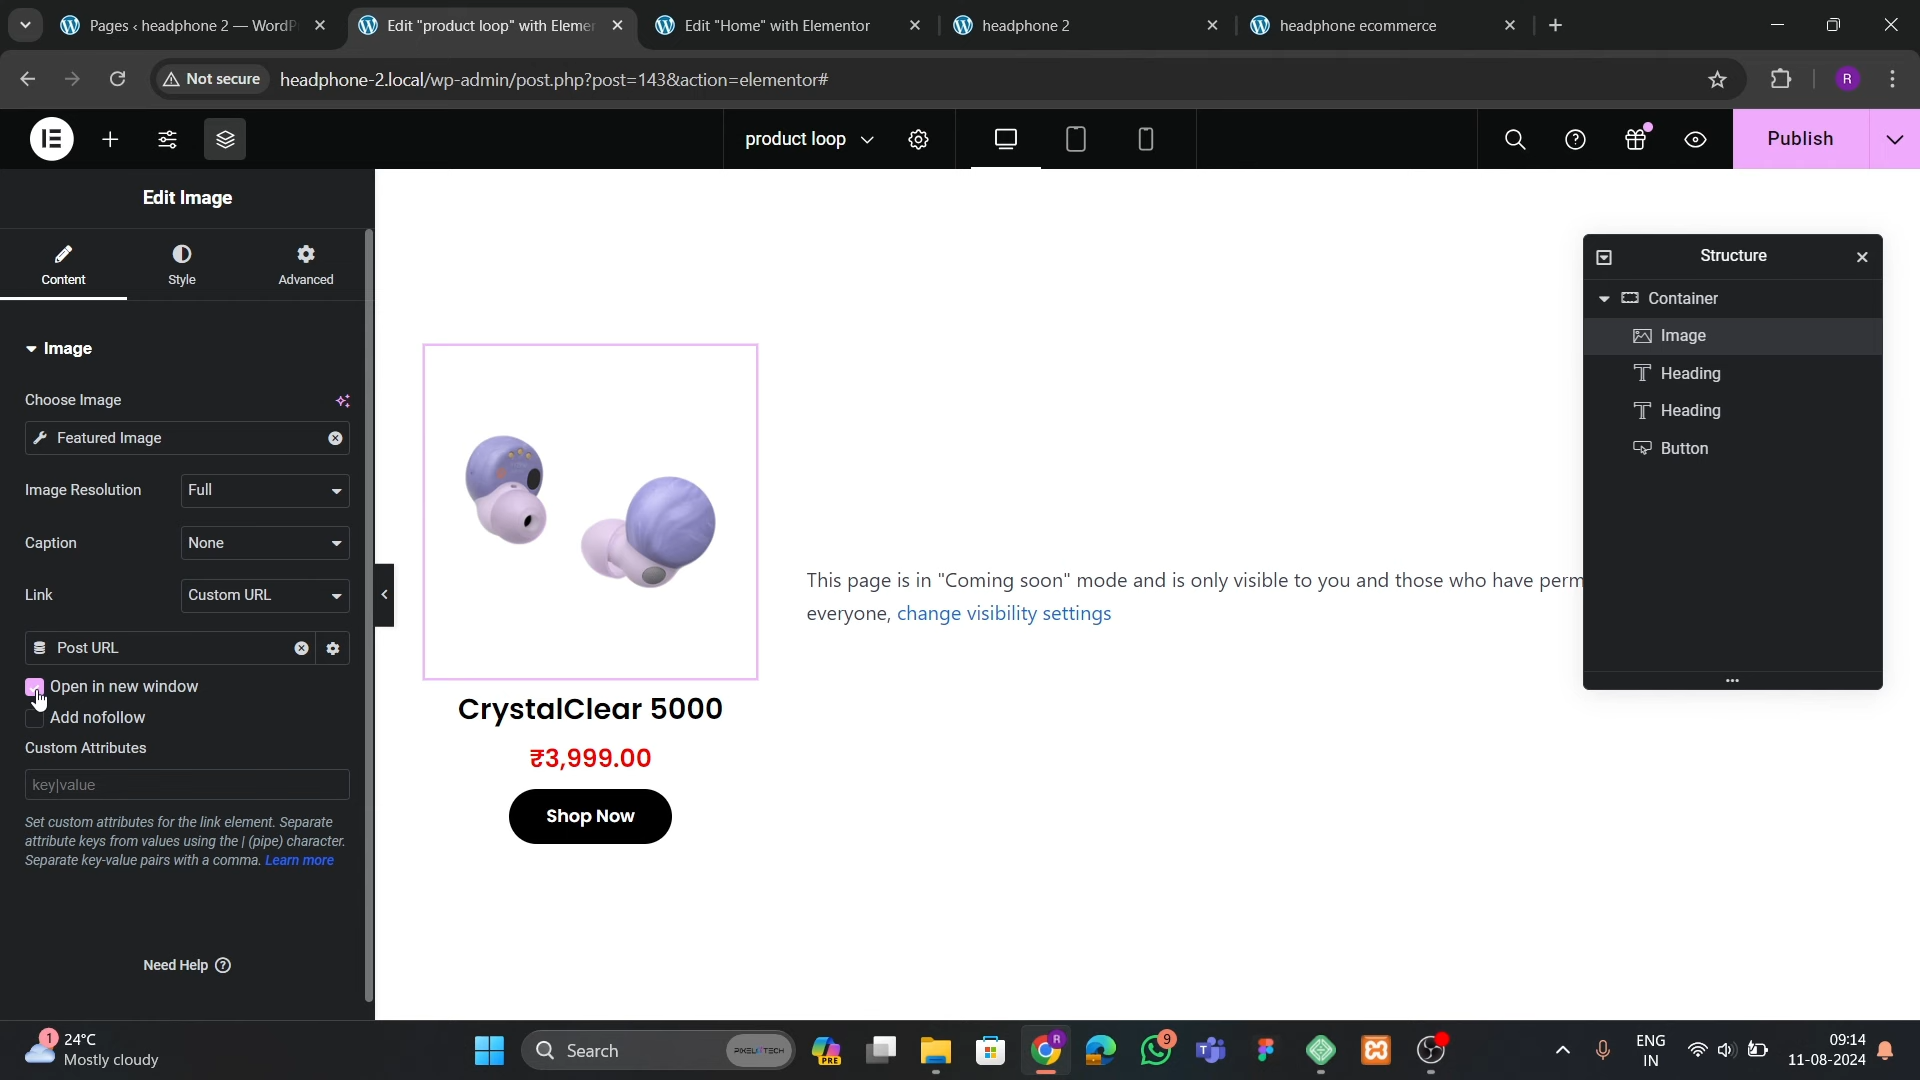 Pages ‹ headphone 2 — WordP
Edit "product loop" with Eleme
Edit "Home" with Elementor
headphone 2
headphone ecommerce
Not secure
headphone-2.local/wp-admin/post.php?post=143&action=elementor#
R
product loop
Publish
Edit Image
Content
Style
Advanced
Image
Choose Image
Featured Image
Image Resolution
Full
Caption
None
Link
Custom URL
Post URL
Open in new window
Add nofollow
Custom Attributes
key|value
Set custom attributes for the link element. Separate
attribute keys from values using the | (pipe) character.
Separate key-value pairs with a comma. Learn more
Need Help
CrystalClear 5000
₹3,999.00
Shop Now
This page is in "Coming soon" mode and is only visible to you and those who have perm
everyone, change visibility settings
Structure
Container
Image
Heading
Heading
Button
1
24°C
Mostly cloudy
Search
PIXEL TECH
PRE
R
9
ENG
IN
09:14
11-08-2024